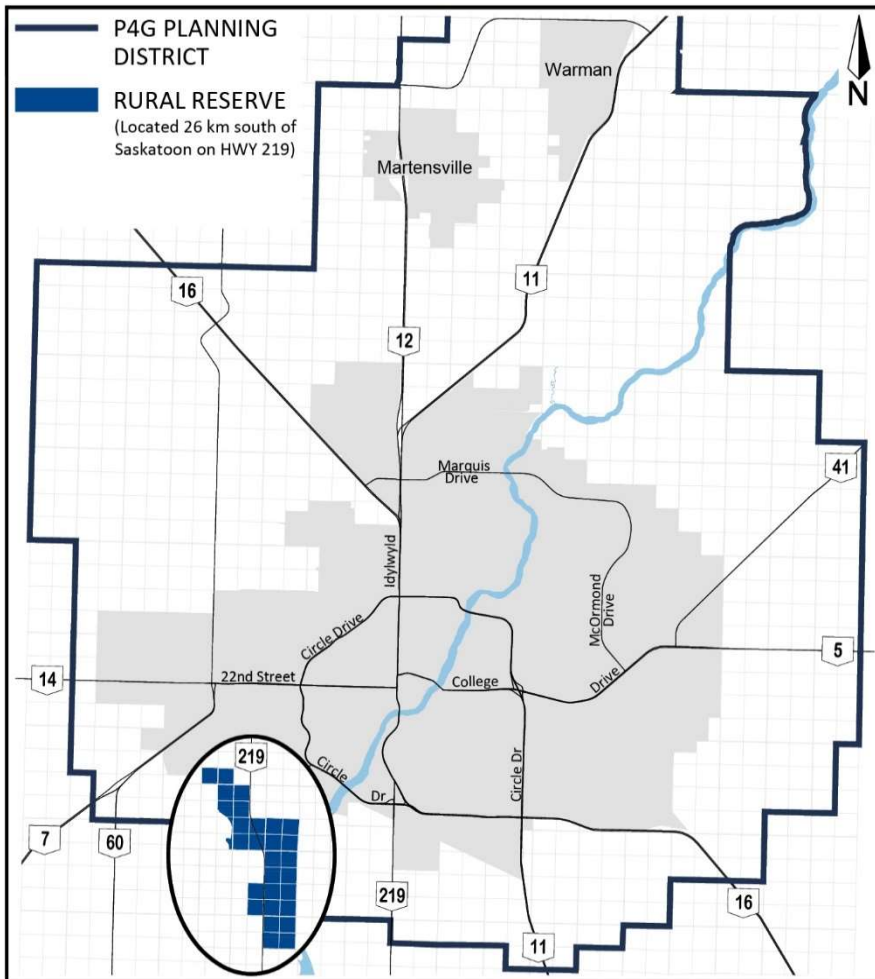 P4G PLANNING
DISTRICT
RURAL RESERVE
(Located 26 km south of
Saskatoon on HWY 219)
N
Warman
Martensville
16
11
12
41
Marquis
Drive
Idylwyld
McOrmond
Drive
Circle Drive
5
14
22nd Street
College
Drive
219
Circle
Dr
Circle Dr
7
60
219
16
11